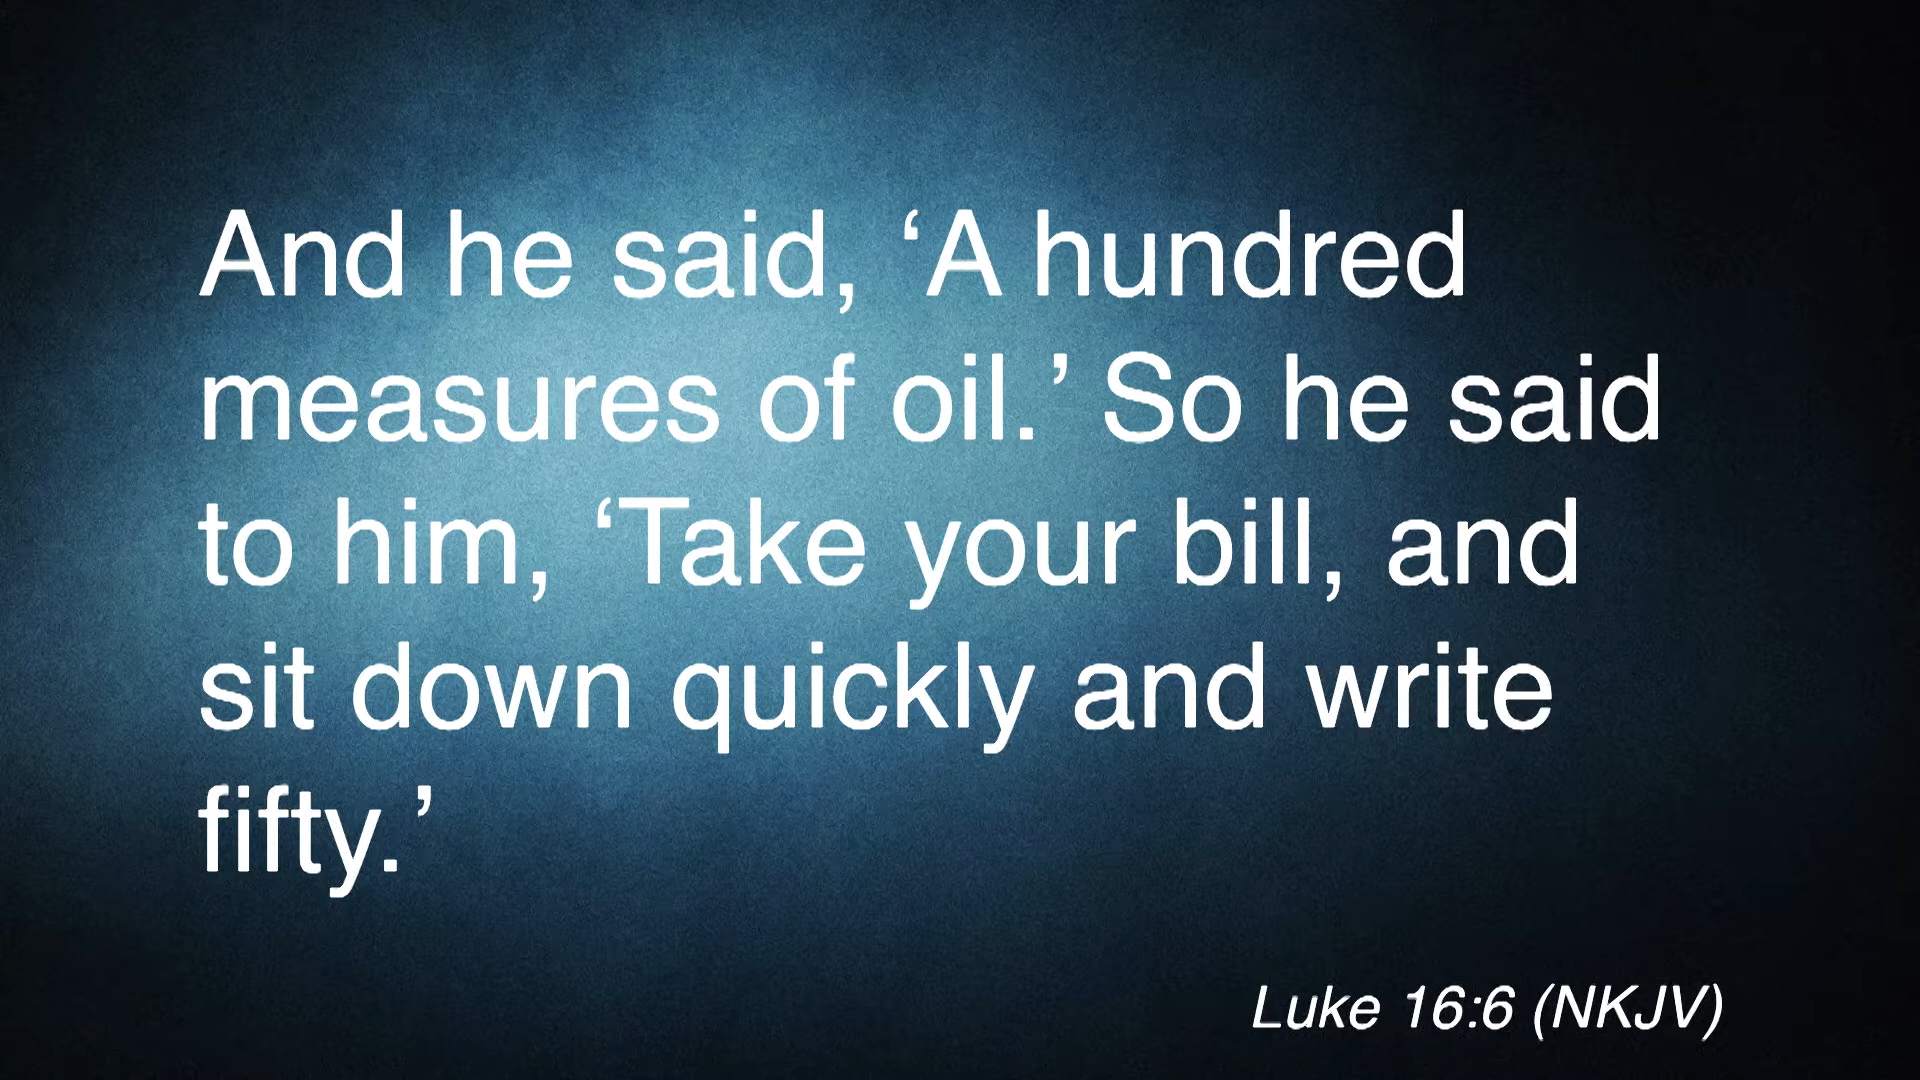 And he said, ‘A hundred
measures of oil.’ So he said
to him, ‘Take your bill, and
sit down quickly and write
fifty.’
Luke 16:6 (NKJV)